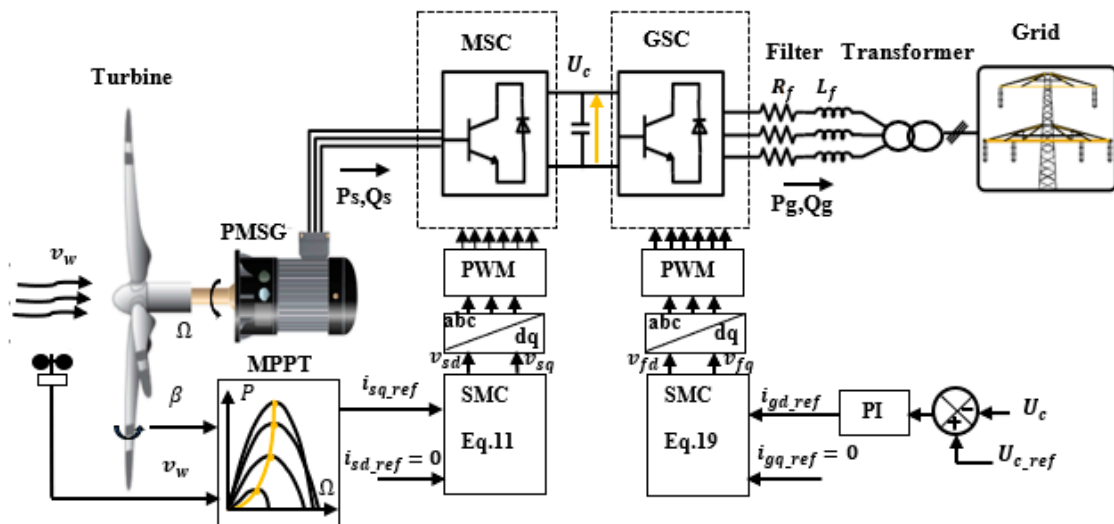 MSC
GSC
Turbine
U_c
Filter
Transformer
Grid
R_f
L_f
Ps,Qs
Pg,Qg
PMSG
v_w
Ω
PWM
PWM
abc
dq
abc
dq
v_sd
v_sq
v_fd
v_fq
MPPT
P
Ω
β
v_w
i_sq_ref
i_sd_ref = 0
SMC
Eq.11
SMC
Eq.19
i_gd_ref
i_gq_ref = 0
PI
-
+
U_c
U_c_ref